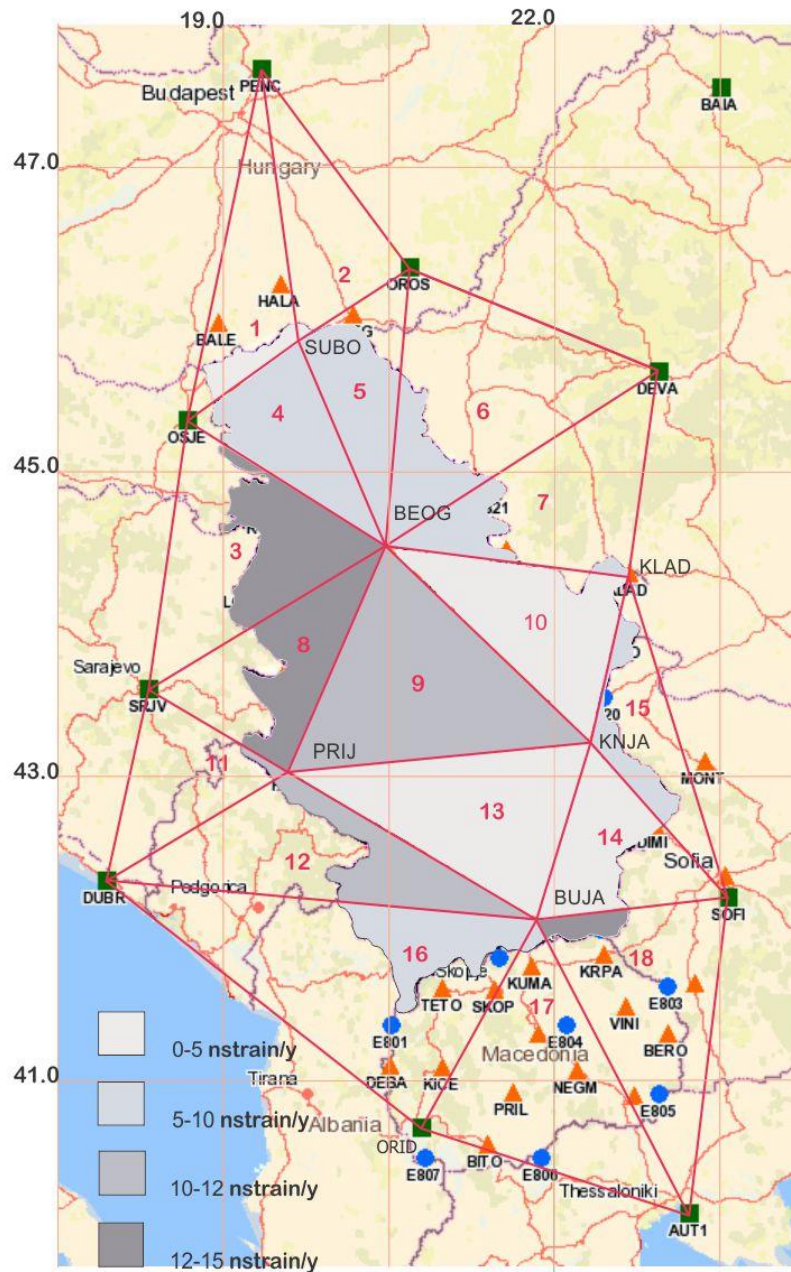 19.0 22.0
PENC
Budapest
BAIA
47.0
Hungary
2
OROS
HALA
1
BALE
SUBO
DEVA
5
4
6
OSJE
45.0
7
BEOG
3
KLAD
10
8
Sarajevo
9
15
SRJV
20
KNJA
PRIJ
11
43.0
MONT
13
14
DIMI
12
Sofia
DUBR
Podgorica
BUJA
SOFI
16
18
Skopje
KUMA
KRPA
TETO
SKOP
17
E803
VINI
0-5 nstrain/y
E801
E804
BERO
Macedonia
41.0
Tirana
DEBA
KICE
NEGM
PRIL
E805
5-10 nstrain/y
Albania
ORID
BITO
E807
E806
10-12 nstrain/y
Thessaloniki
AUT1
12-15 nstrain/y